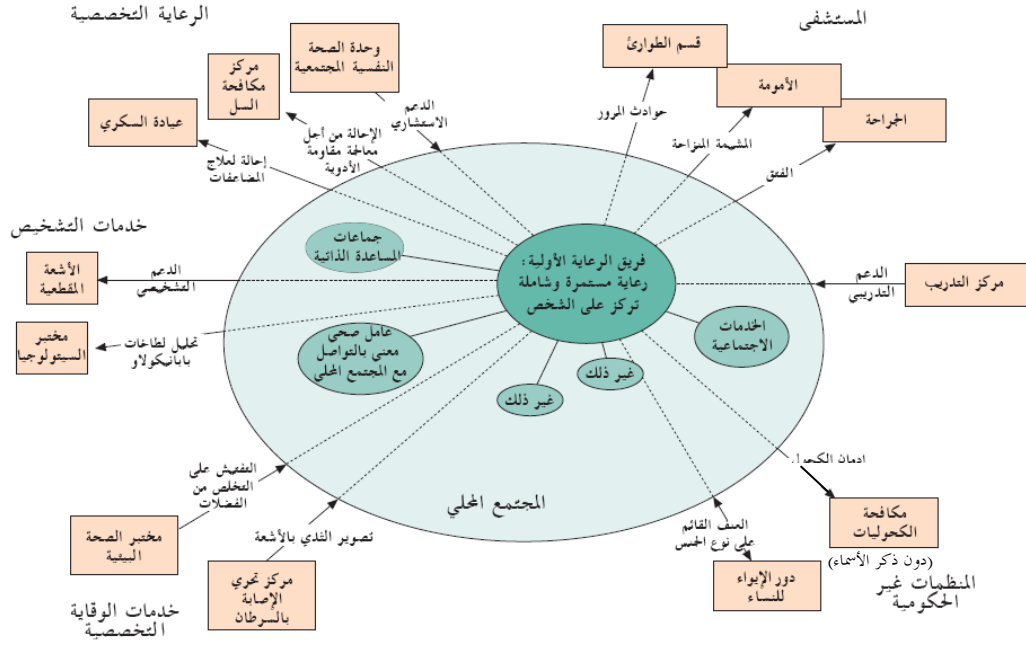 الرعاية التخصصية
المستشفى
وحدة الصحة
النفسية المجتمعية
مركز
مكافحة
السل
عيادة السكري
قسم الطوارئ
الأمومة
الجراحة
الدعم
الاستشاري
الإحالة من أجل
معالجة مقاومة
الأدوية
إحالة لعلاج
المضاعفات
حوادث المرور
المشيمة المنزاحة
الفتق
خدمات التشخيص
الأشعة
المقطعية
الدعم
التشخيصي
مختبر
السيتولوجيا
تحليل لطاخات
بابانيكولاو
جماعات
المساعدة الذاتية
فريق الرعاية الأولية:
رعاية مستمرة وشاملة
تركز على الشخص
عامل صحي
معني بالتواصل
مع المجتمع المحلي
غير ذلك
غير ذلك
الخدمات
الاجتماعية
الدعم
التدريبي
مركز التدريب
المجتمع المحلي
التفتيش على
التخلص من
الفضلات
مختبر الصحة
البيئية
تصوير الثدي بالأشعة
مركز تحري
الإصابة
بالسرطان
خدمات الوقاية
التخصصية
العنف القائم
على نوع الجنس
دور الإيواء
للنساء
ادمان الكحول
مكافحة
الكحوليات
(دون ذكر الأسماء)
المنظمات غير
الحكومية